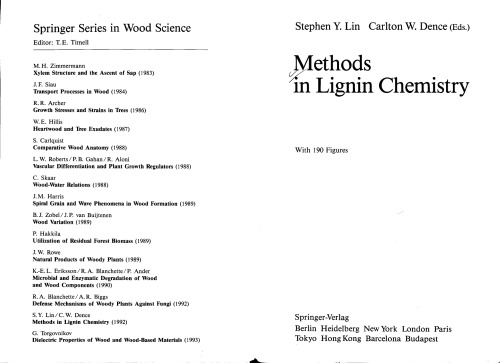 Springer Series in Wood Science
Editor: T.E. Timell
M.H. Zimmermann
Xylem Structure and the Ascent of Sap (1983)
J.F. Siau
Transport Processes in Wood (1984)
R.R. Archer
Growth Stresses and Strains in Trees (1986)
W.E. Hillis
Heartwood and Tree Exudates (1987)
S. Carlquist
Comparative Wood Anatomy (1988)
L.W. Roberts/P.B. Gahan/R. Aloni
Vascular Differentiation and Plant Growth Regulators (1988)
C. Skaar
Wood-Water Relations (1988)
J.M. Harris
Spiral Grain and Wave Phenomena in Wood Formation (1989)
B.J. Zobel/J.P. van Buijtenen
Wood Variation (1989)
P. Hakkila
Utilization of Residual Forest Biomass (1989)
J.W. Rowe
Natural Products of Woody Plants (1989)
K.-E.L. Eriksson/R.A. Blanchette/P. Ander
Microbial and Enzymatic Degradation of Wood
and Wood Components (1990)
R.A. Blanchette/A.R. Biggs
Defense Mechanisms of Woody Plants Against Fungi (1992)
S.Y. Lin/C.W. Dence
Methods in Lignin Chemistry (1992)
G. Torgovnikov
Dielectric Properties of Wood and Wood-Based Materials (1993)
Stephen Y. Lin Carlton W. Dence (Eds.)
Methods
in Lignin Chemistry
With 190 Figures
Springer-Verlag
Berlin Heidelberg New York London Paris
Tokyo Hong Kong Barcelona Budapest